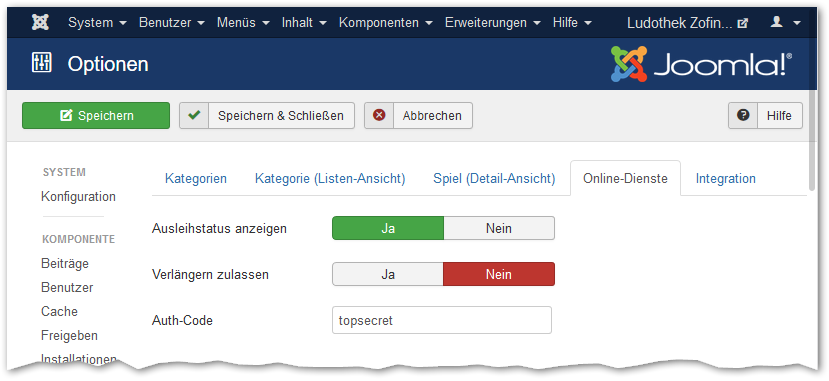 System Benutzer Menüs Inhalt Komponenten Erweiterungen Hilfe Ludothek Zofin...
Optionen Joomla!®
Speichern Speichern & Schließen Abbrechen Hilfe
SYSTEM
Konfiguration
KOMPONENTE
Beiträge
Benutzer
Cache
Freigeben
Installationen
Kategorien Kategorie (Listen-Ansicht) Spiel (Detail-Ansicht) Online-Dienste Integration
Ausleihstatus anzeigen Ja Nein
Verlängern zulassen Ja Nein
Auth-Code topsecret